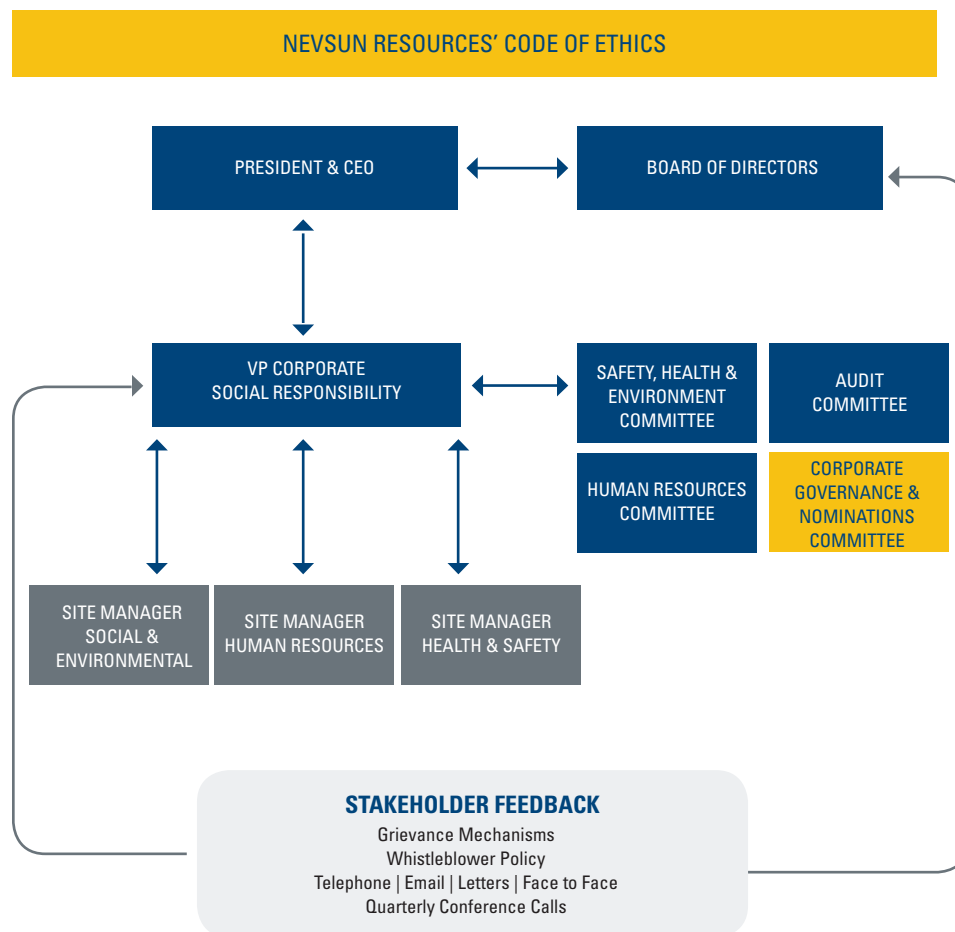 NEVSUN RESOURCES’ CODE OF ETHICS
PRESIDENT & CEO
BOARD OF DIRECTORS
VP CORPORATE
SOCIAL RESPONSIBILITY
SAFETY, HEALTH &
ENVIRONMENT
COMMITTEE
AUDIT
COMMITTEE
HUMAN RESOURCES
COMMITTEE
CORPORATE
GOVERNANCE &
NOMINATIONS
COMMITTEE
SITE MANAGER
SOCIAL &
ENVIRONMENTAL
SITE MANAGER
HUMAN RESOURCES
SITE MANAGER
HEALTH & SAFETY
STAKEHOLDER FEEDBACK
Grievance Mechanisms
Whistleblower Policy
Telephone | Email | Letters | Face to Face
Quarterly Conference Calls